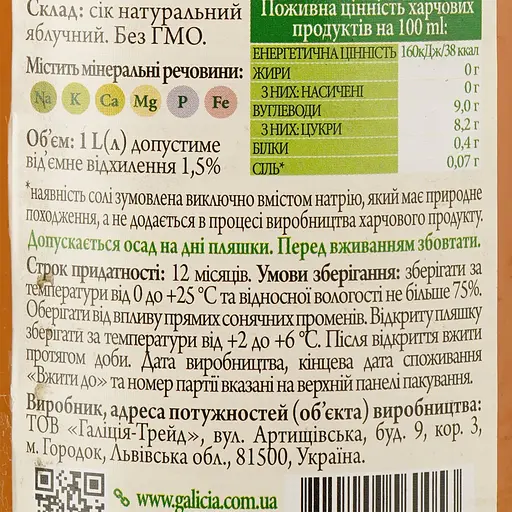 Склад: сік натуральний
яблучний. Без ГМО.
Містить мінеральні речовини:
Na K Ca Mg P Fe
Об'єм: 1 L(л) допустиме
від'ємне відхилення 1,5%
Поживна цінність харчових
продуктів на 100 ml:
ЕНЕРГЕТИЧНА ЦІННІСТЬ 160кДж/38 ккал
ЖИРИ 0 г
З НИХ: НАСИЧЕНІ 0 г
ВУГЛЕВОДИ 9,0 г
З НИХ: ЦУКРИ 8,2 г
БІЛКИ 0,4 г
СІЛЬ* 0,07 г
*наявність солі зумовлена виключно вмістом натрію, який має природне
походження, а не додається в процесі виробництва харчового продукту.
Допускається осад на дні пляшки. Перед вживанням збовтати.
Строк придатності: 12 місяців. Умови зберігання: зберігати за
температури від 0 до +25 °С та відносної вологості не більше 75%.
Оберігати від впливу прямих сонячних променів. Відкриту пляшку
зберігати за температури від +2 до +6 °С. Після відкриття вжити
протягом доби. Дата виробництва, кінцева дата споживання
«Вжити до» та номер партії вказані на верхній панелі пакування.
Виробник, адреса потужностей (об'єкта) виробництва:
ТОВ «Галіція-Трейд», вул. Артищівська, буд. 9, кор. 3,
м. Городок, Львівська обл., 81500, Україна.
www.galicia.com.ua